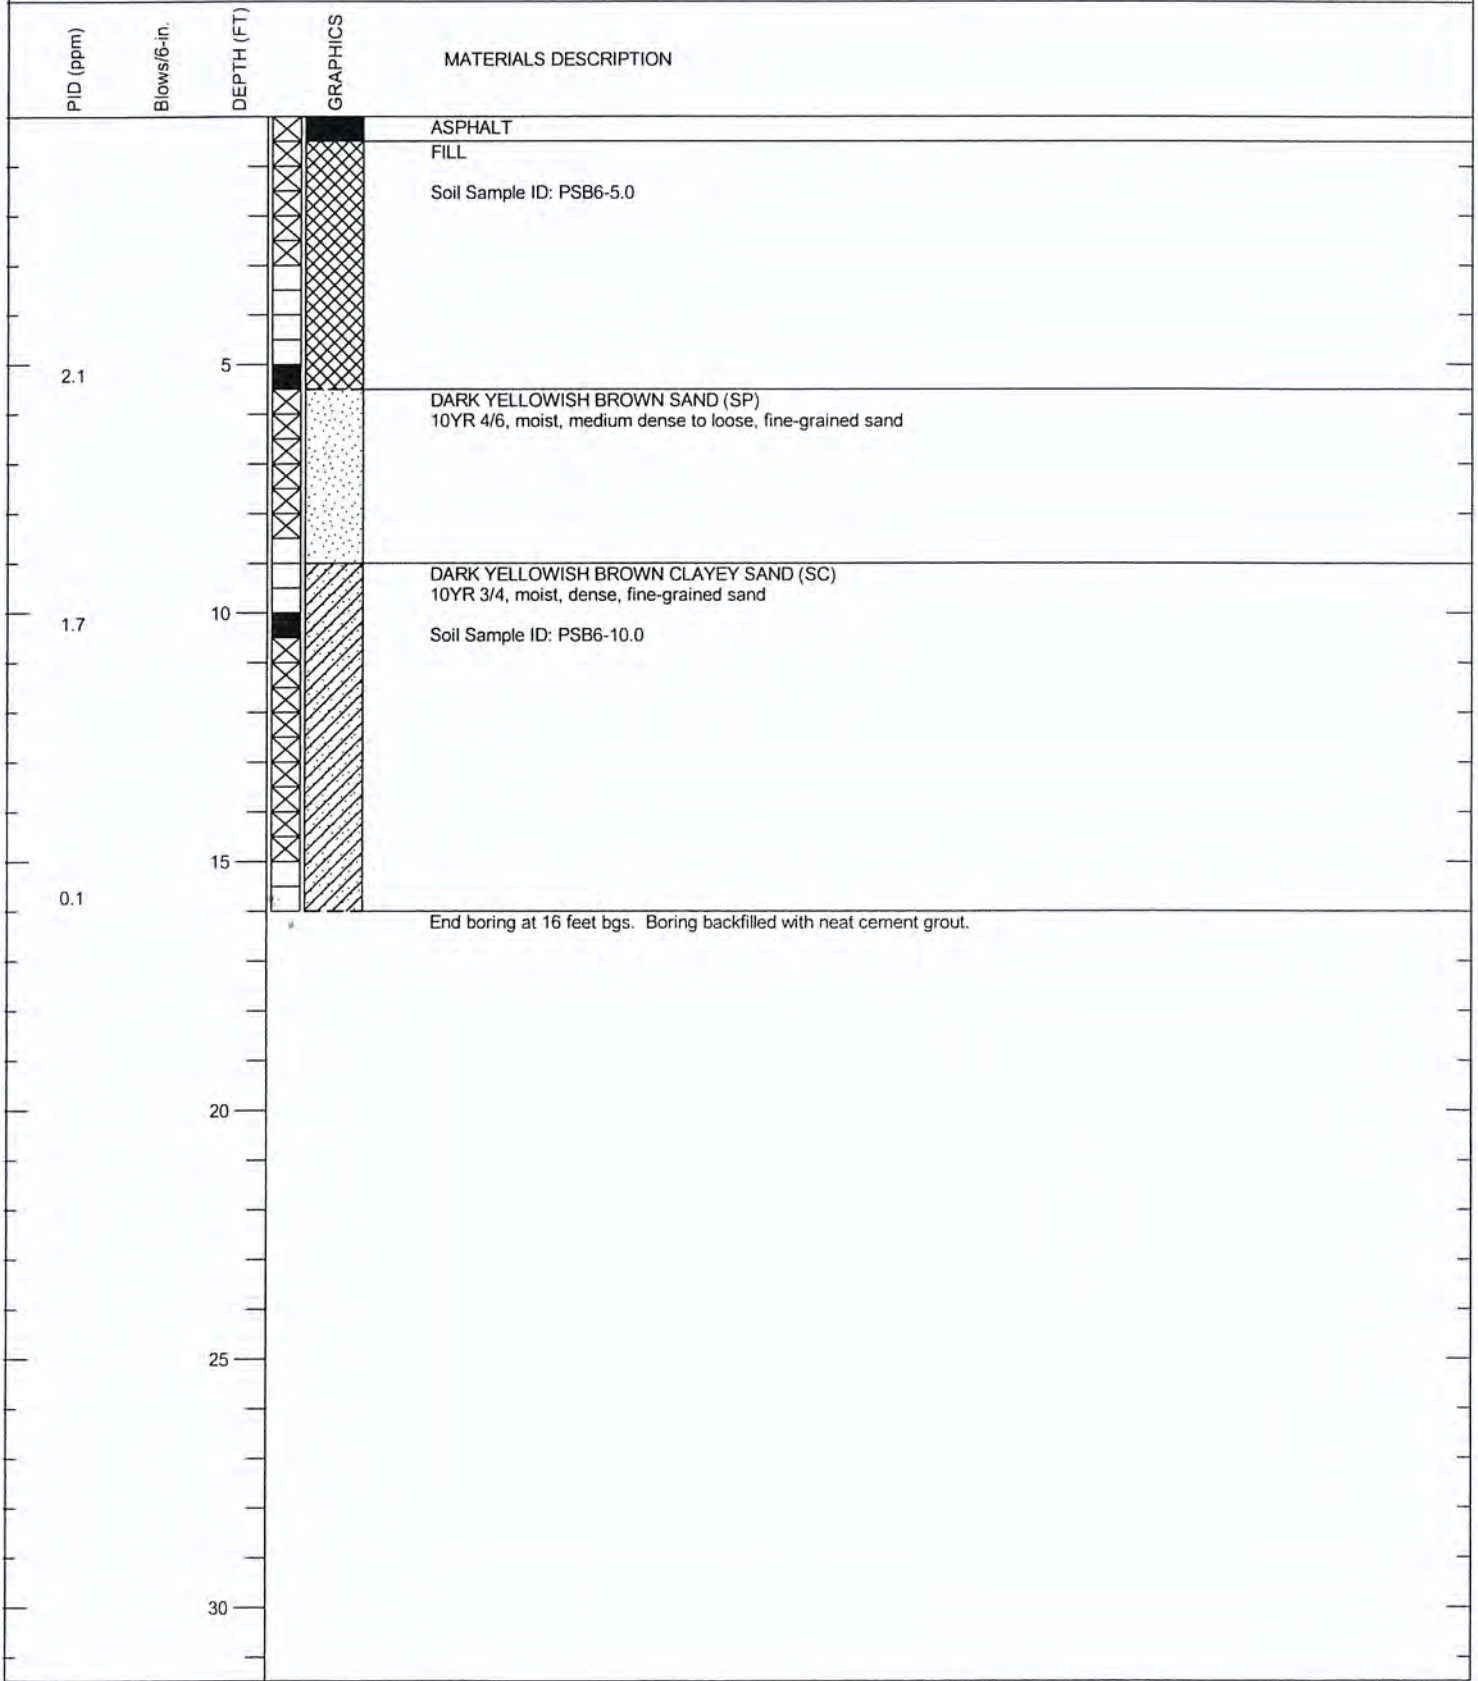 PID (ppm)
Blows/6-in.
DEPTH (FT)
GRAPHICS
MATERIALS DESCRIPTION
ASPHALT
FILL
Soil Sample ID: PSB6-5.0
2.1
5
DARK YELLOWISH BROWN SAND (SP)
10YR 4/6, moist, medium dense to loose, fine-grained sand
DARK YELLOWISH BROWN CLAYEY SAND (SC)
10YR 3/4, moist, dense, fine-grained sand
1.7
10
Soil Sample ID: PSB6-10.0
15
0.1
End boring at 16 feet bgs. Boring backfilled with neat cement grout.
20
25
30